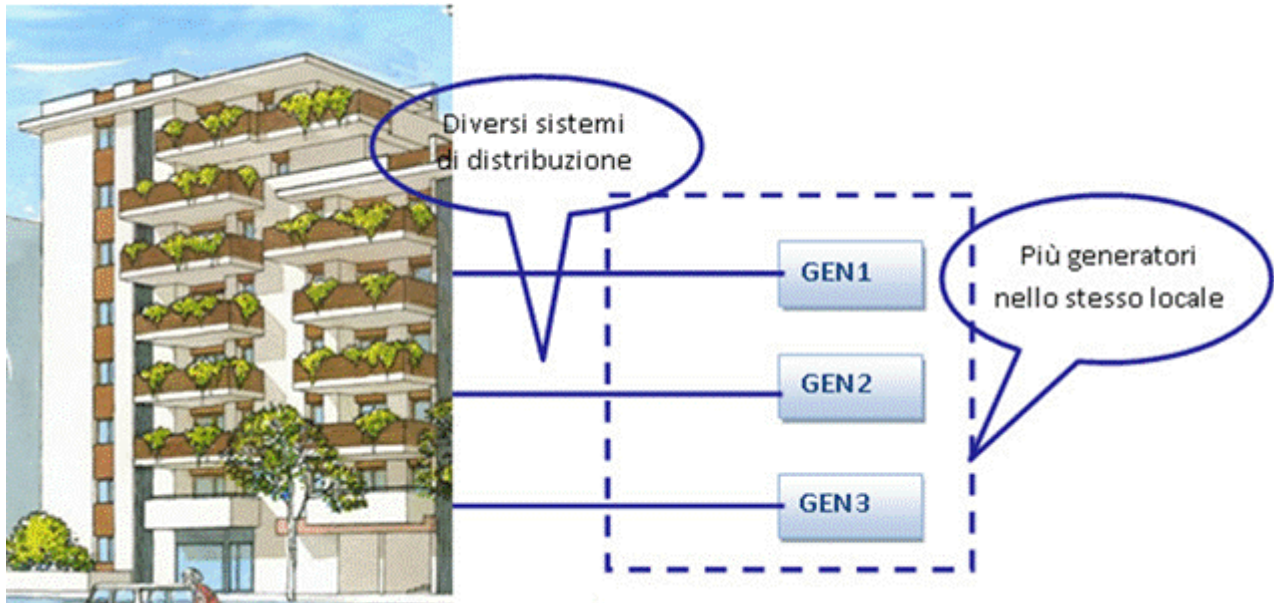 Diversi sistemi
di distribuzione
GEN1
Più generatori
nello stesso locale
GEN2
GEN3